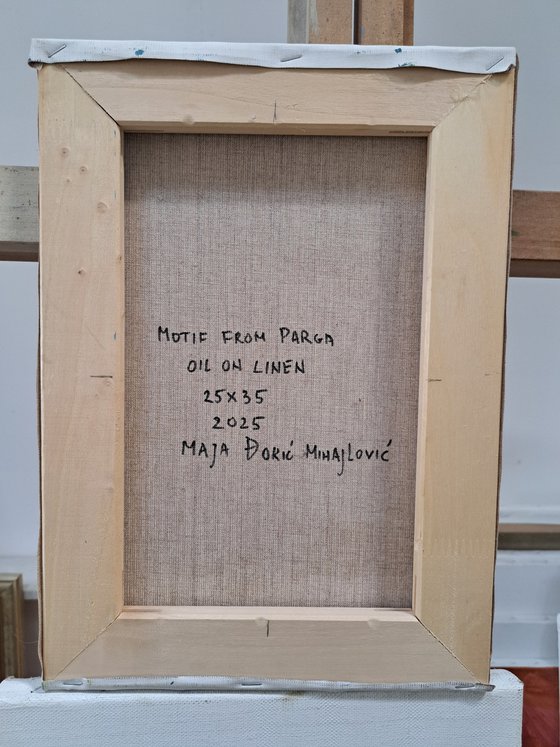 MOTIF FROM PARGA
OIL ON LINEN
25X35
2025
MAJA ĐORIĆ MIHAJLOVIĆ